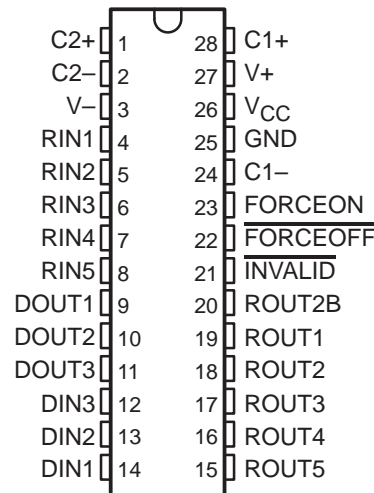 C2+ 1 28 C1+
C2– 2 27 V+
V– 3 26 VCC
RIN1 4 25 GND
RIN2 5 24 C1–
RIN3 6 23 FORCEON
RIN4 7 22 FORCEOFF
RIN5 8 21 INVALID
DOUT1 9 20 ROUT2B
DOUT2 10 19 ROUT1
DOUT3 11 18 ROUT2
DIN3 12 17 ROUT3
DIN2 13 16 ROUT4
DIN1 14 15 ROUT5